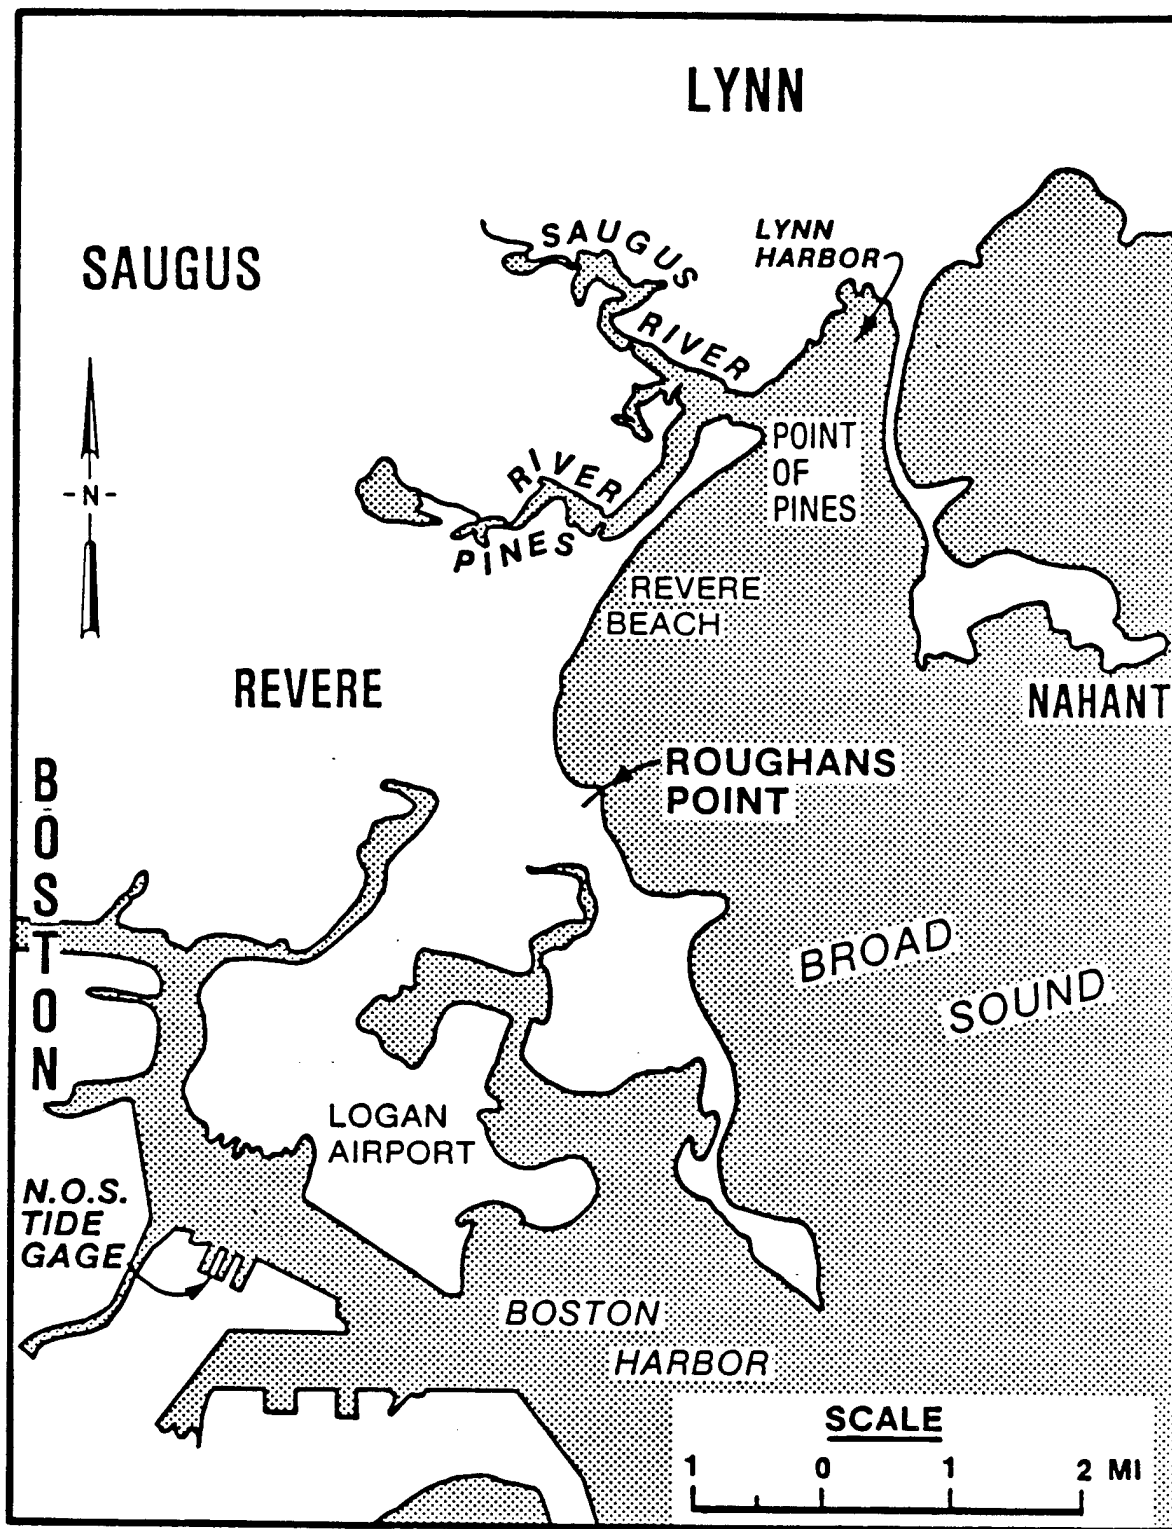 LYNN
SAUGUS
RIVER
LYNN
HARBOR
SAUGUS
POINT
OF
PINES
RIVER
PINES
-N-
REVERE
BEACH
REVERE
NAHANT
ROUGHANS
POINT
BOSTON
BROAD
SOUND
LOGAN
AIRPORT
N.O.S.
TIDE
GAGE
BOSTON
HARBOR
SCALE
1 0 1 2 MI